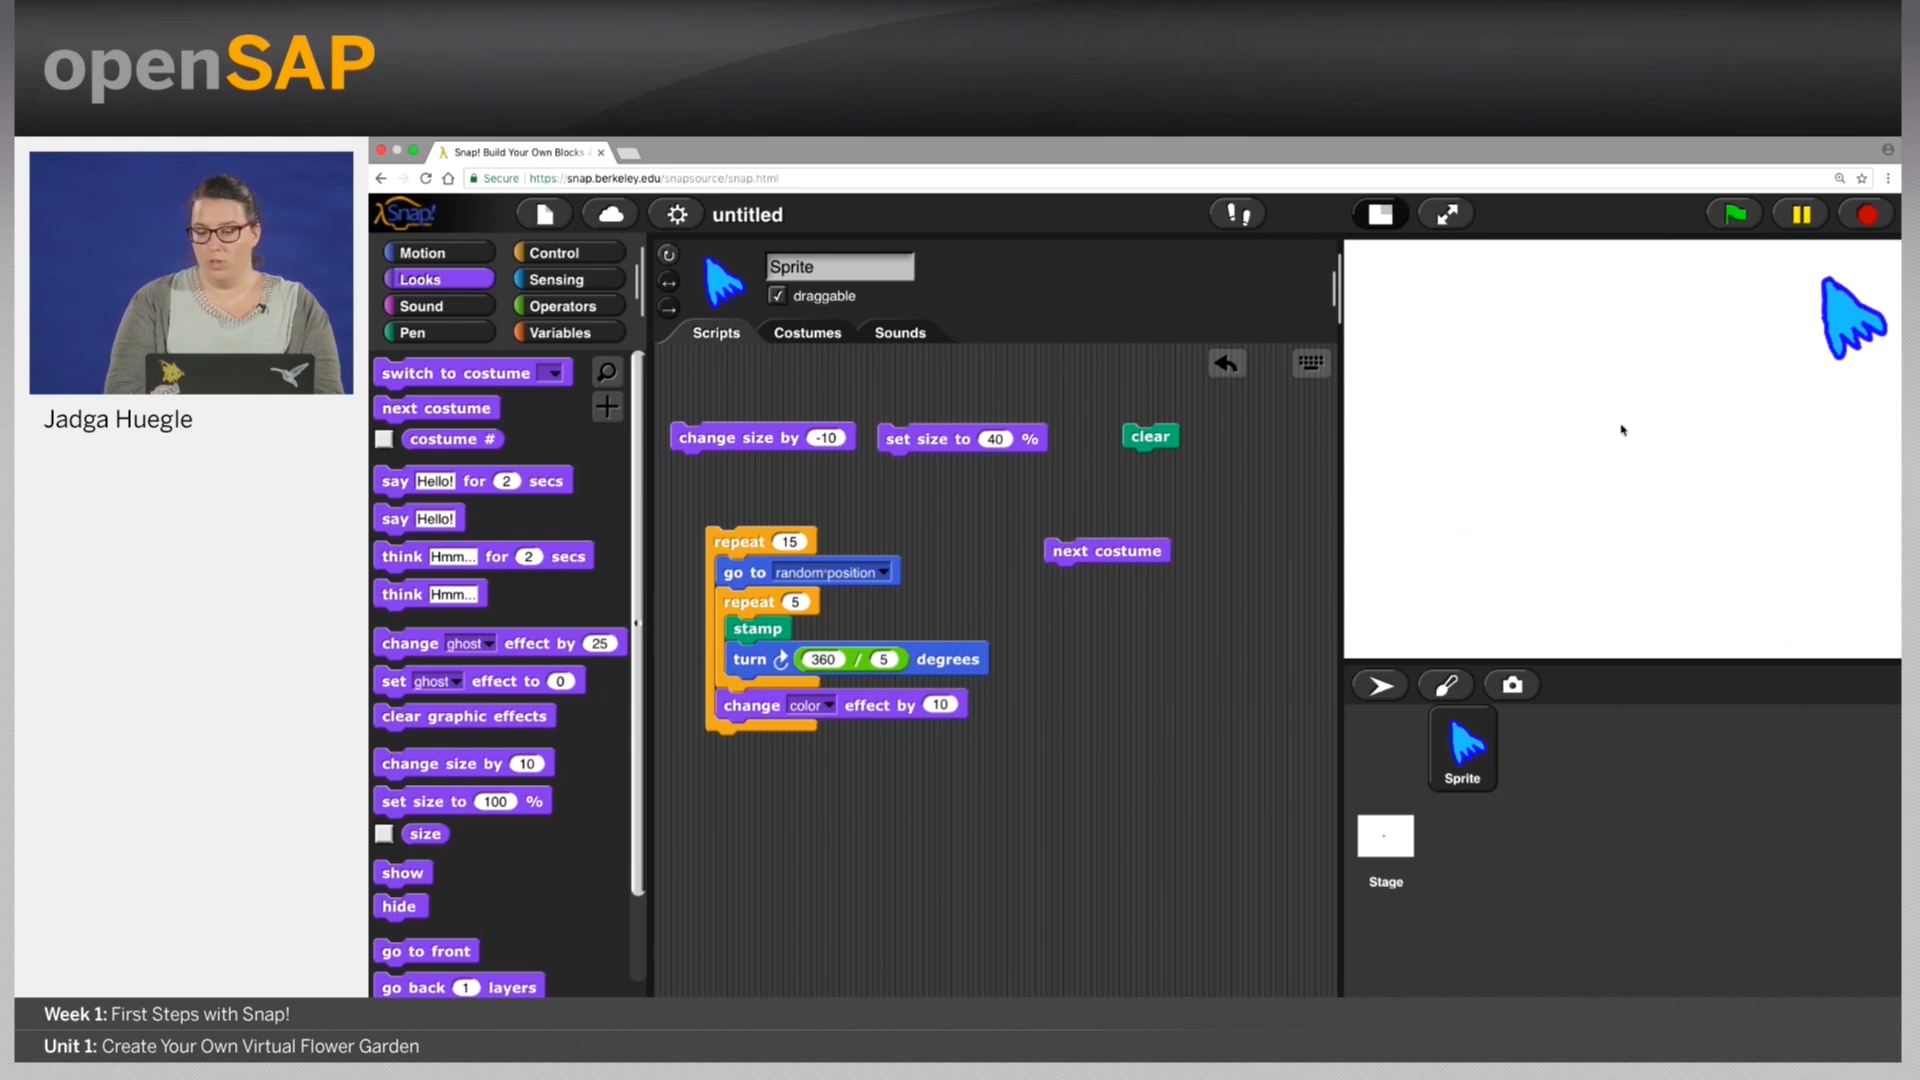 openSAP
Jadga Huegle
Snap! Build Your Own Blocks
Secure https://snap.berkeley.edu/snapsource/snap.html
Snap!
untitled
Motion
Control
Looks
Sensing
Sound
Operators
Pen
Variables
Sprite
draggable
Scripts
Costumes
Sounds
switch to costume
next costume
costume #
say Hello! for 2 secs
say Hello!
think Hmm... for 2 secs
think Hmm...
change ghost effect by 25
set ghost effect to 0
clear graphic effects
change size by 10
set size to 100 %
size
show
hide
go to front
go back 1 layers
change size by -10
set size to 40 %
clear
repeat 15
go to random position
repeat 5
stamp
turn 360 / 5 degrees
change color effect by 10
next costume
Sprite
Stage
Week 1: First Steps with Snap!
Unit 1: Create Your Own Virtual Flower Garden